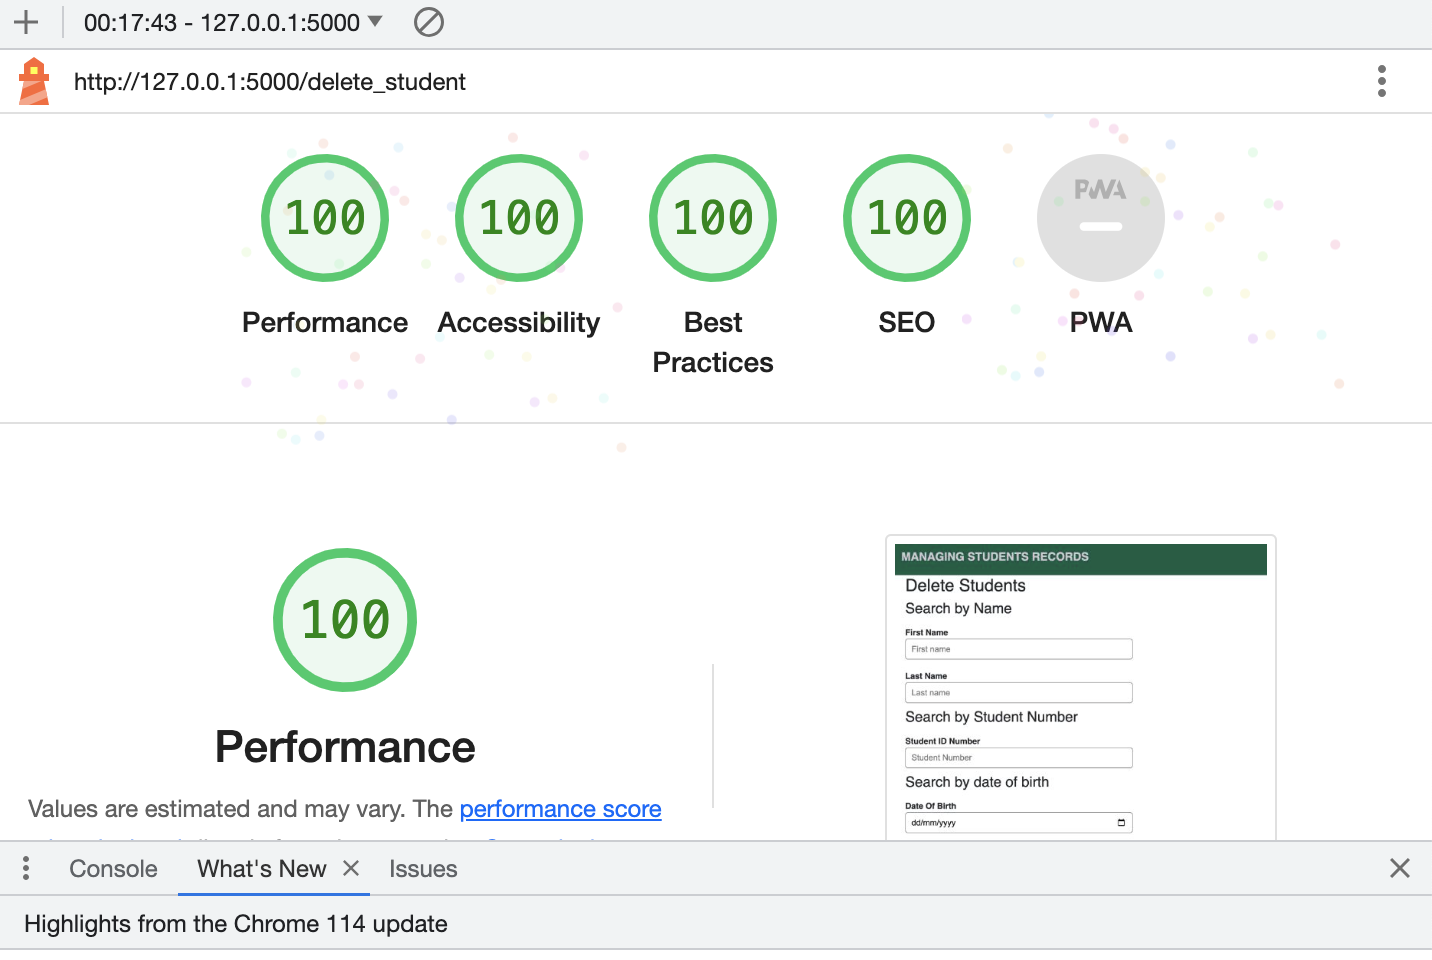 00:17:43 - 127.0.0.1:5000
http://127.0.0.1:5000/delete_student
100 100 100 100 PWA
Performance Accessibility Best Practices SEO PWA
100
Performance
Values are estimated and may vary. The performance score
MANAGING STUDENTS RECORDS
Delete Students
Search by Name
First Name
First name
Last Name
Last name
Search by Student Number
Student ID Number
Student Number
Search by date of birth
Date Of Birth
dd/mm/yyyy
Console What's New Issues
Highlights from the Chrome 114 update